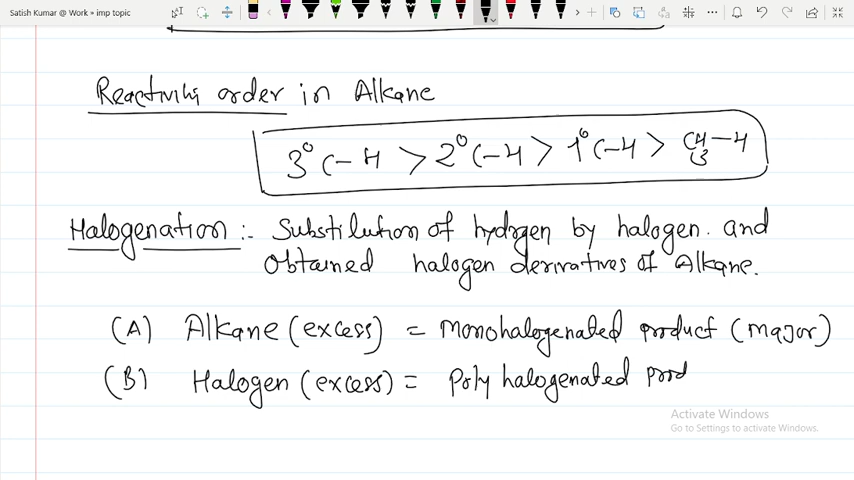 Satish Kumar @ Work » imp topic
Reactivity order in Alkane
3° C-H > 2° C-H > 1° C-H > CH3-H
Halogenation :- Substitution of hydrgen by halogen. and
Obtained halogen derivatives of Alkane.
(A) Alkane (excess) = Monohalogenated product (major)
(B) Halogen (excess) = Poly halogenated prod
Activate Windows
Go to Settings to activate Windows.